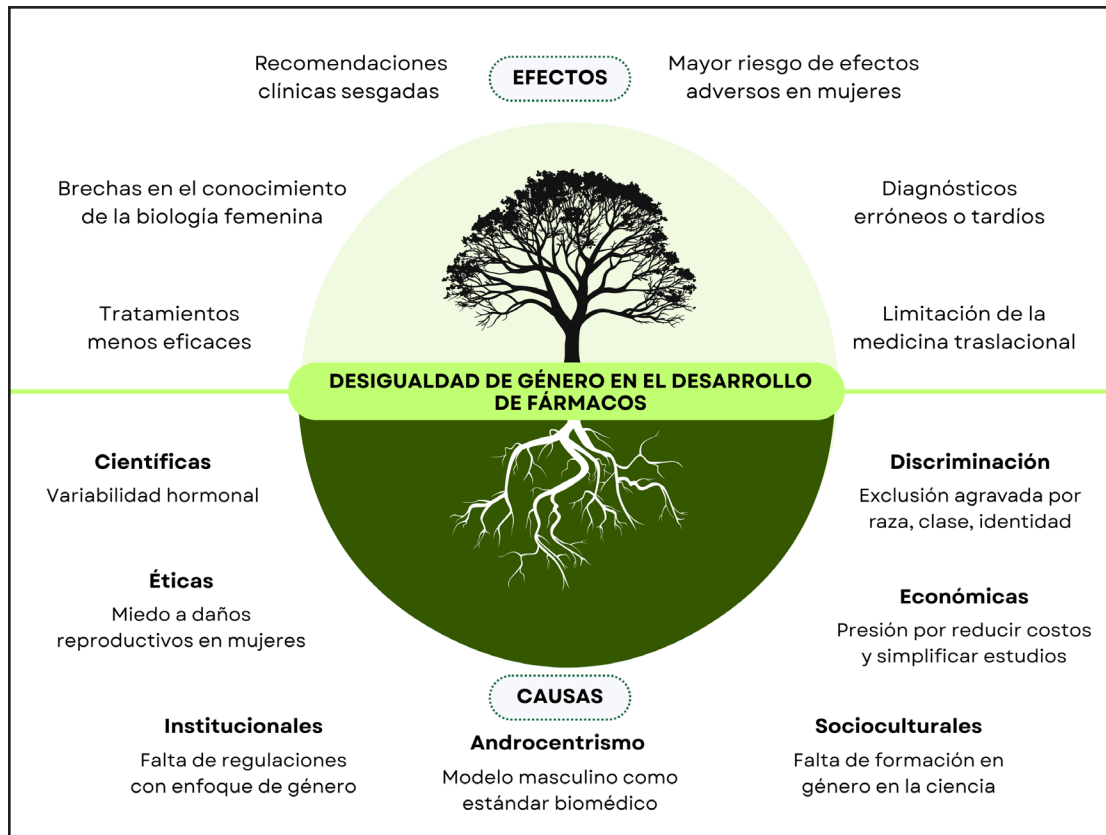 EFECTOS
Recomendaciones
clínicas sesgadas
Mayor riesgo de efectos
adversos en mujeres
Brechas en el conocimiento
de la biología femenina
Diagnósticos
erróneos o tardíos
Tratamientos
menos eficaces
Limitación de la
medicina traslacional
DESIGUALDAD DE GÉNERO EN EL DESARROLLO
DE FÁRMACOS
Científicas
Variabilidad hormonal
Discriminación
Exclusión agravada por
raza, clase, identidad
Éticas
Miedo a daños
reproductivos en mujeres
Económicas
Presión por reducir costos
y simplificar estudios
CAUSAS
Institucionales
Falta de regulaciones
con enfoque de género
Androcentrismo
Modelo masculino como
estándar biomédico
Socioculturales
Falta de formación en
género en la ciencia